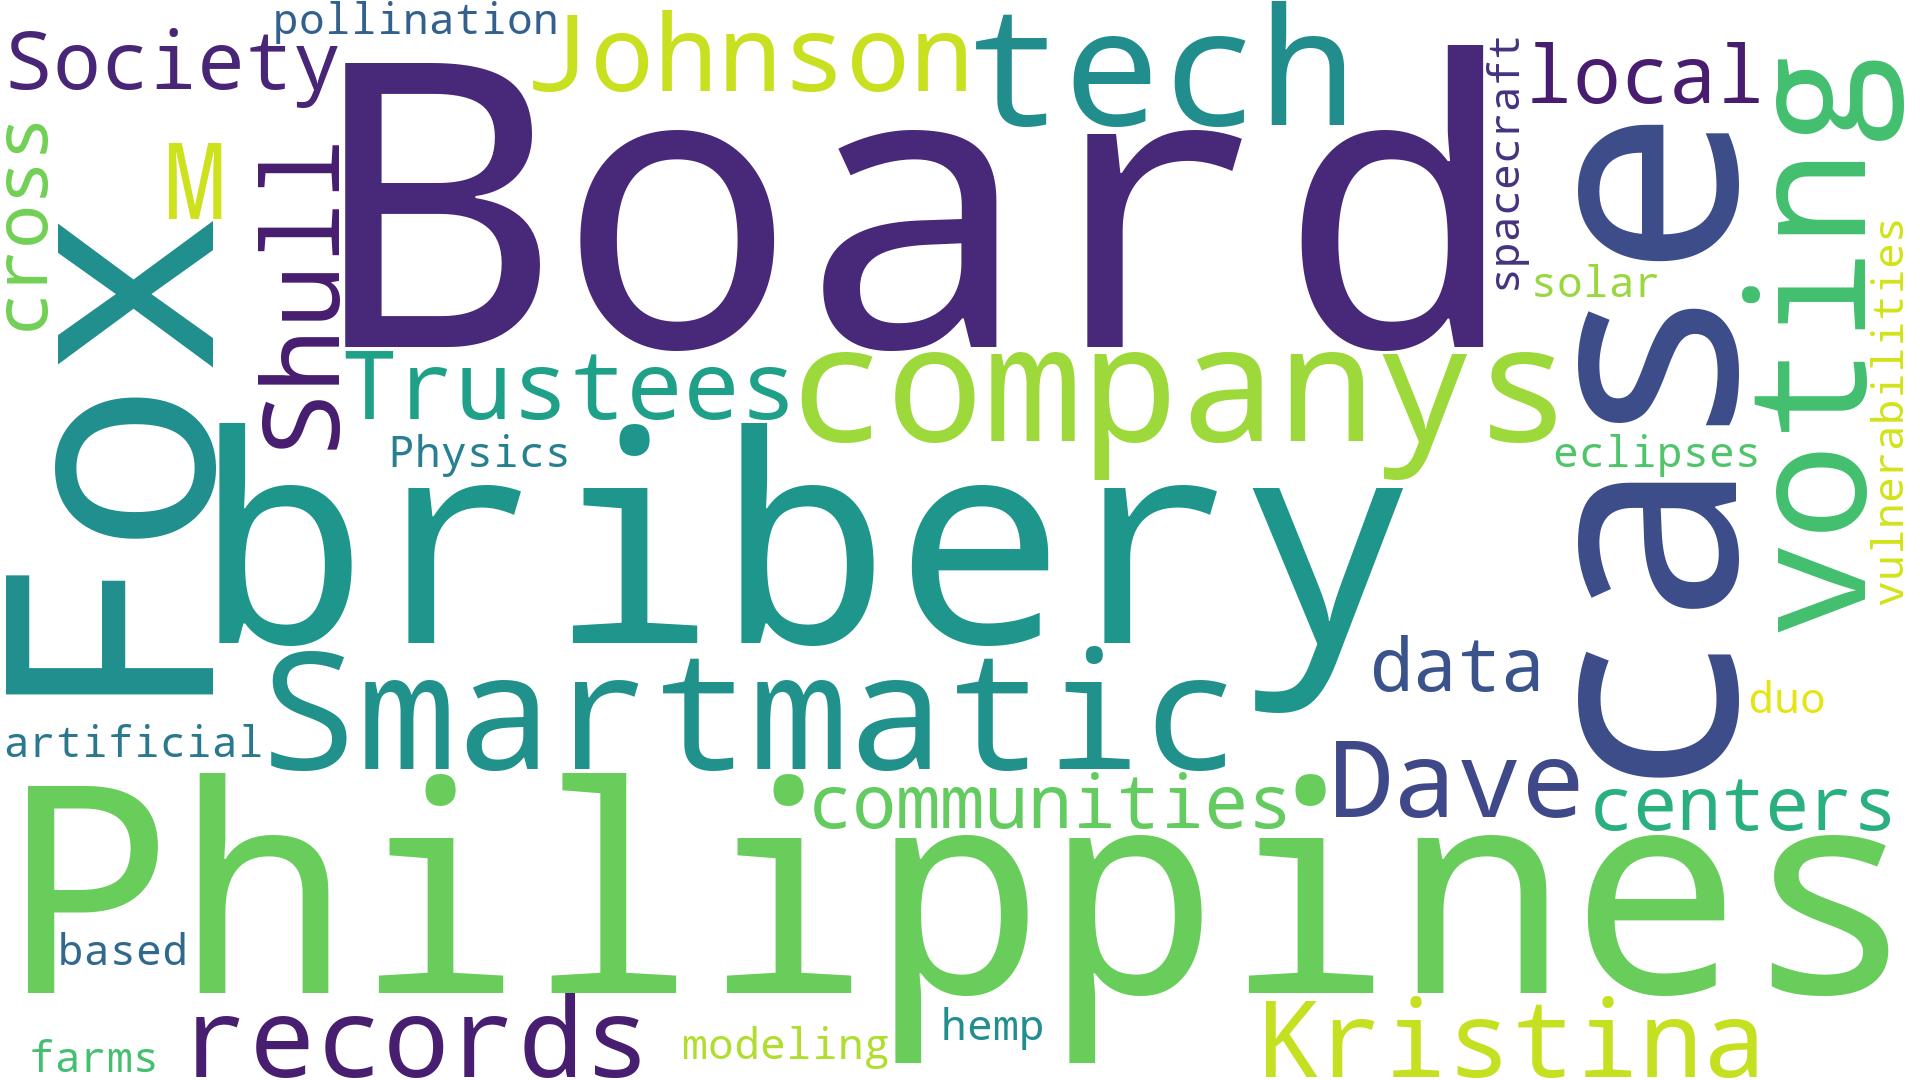 pollination
Society
Johnson
tech
local
Board
spacecraft
cross
M
Shull
Fox
case
voting
solar
vulnerabilities
Trustees
companys
Physics
eclipses
bribery
Smartmatic
data
duo
artificial
Dave
communities
centers
Philippines
based
records
farms
modeling
hemp
Kristina